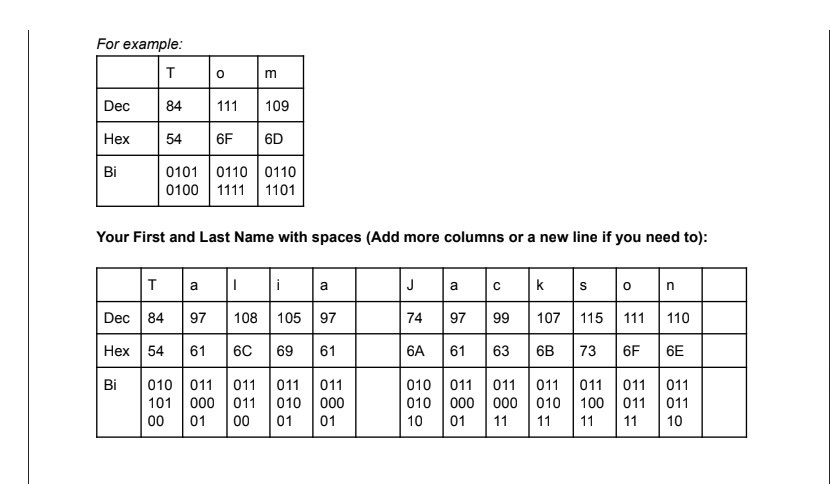 For example:
T o m
Dec 84 111 109
Hex 54 6F 6D
Bi 0101 0110 0110
0100 1111 1101
Your First and Last Name with spaces (Add more columns or a new line if you need to):
T a l i a J a c k s o n
Dec 84 97 108 105 97 74 97 99 107 115 111 110
Hex 54 61 6C 69 61 6A 61 63 6B 73 6F 6E
Bi 010 011 011 011 011 010 011 011 011 011 011 011
101 000 011 010 000 010 000 000 010 100 011 011
00 01 00 01 01 10 01 11 11 11 11 10